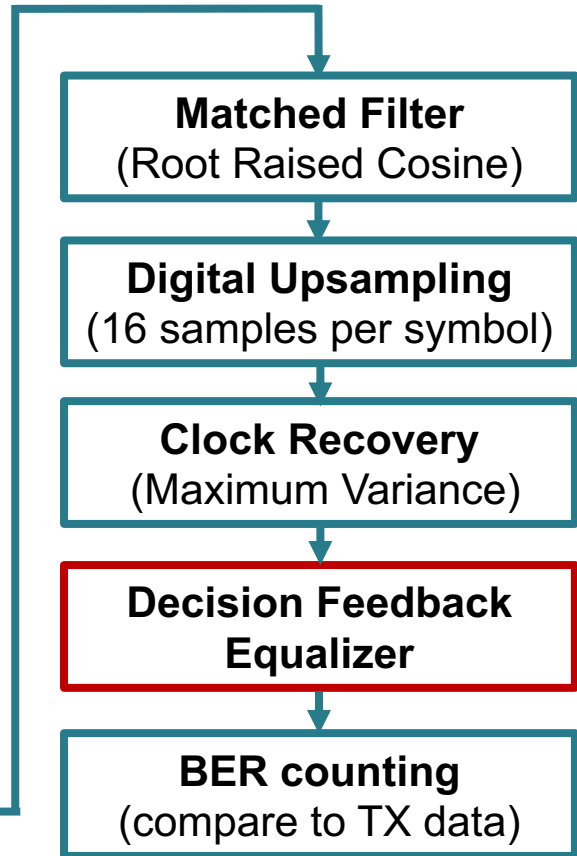 Matched Filter
(Root Raised Cosine)
Digital Upsampling
(16 samples per symbol)
Clock Recovery
(Maximum Variance)
Decision Feedback
Equalizer
BER counting
(compare to TX data)